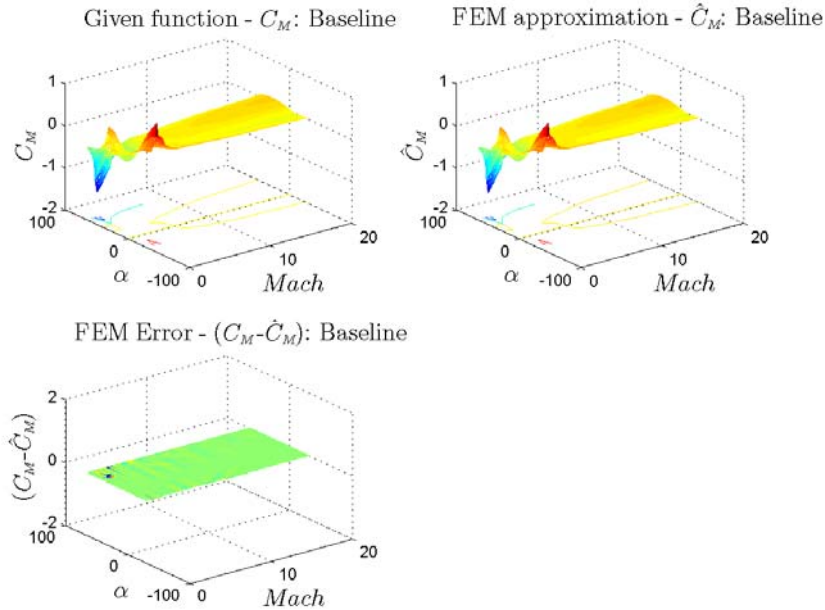 Given function - C_M: Baseline
1
0
-1
-2
C_M
100
0
-100
α
0
10
20
Mach
FEM approximation - Ĉ_M: Baseline
1
0
-1
-2
Ĉ_M
100
0
-100
α
0
10
20
Mach
FEM Error - (C_M-Ĉ_M): Baseline
2
0
-2
(C_M-Ĉ_M)
100
0
-100
α
0
10
20
Mach